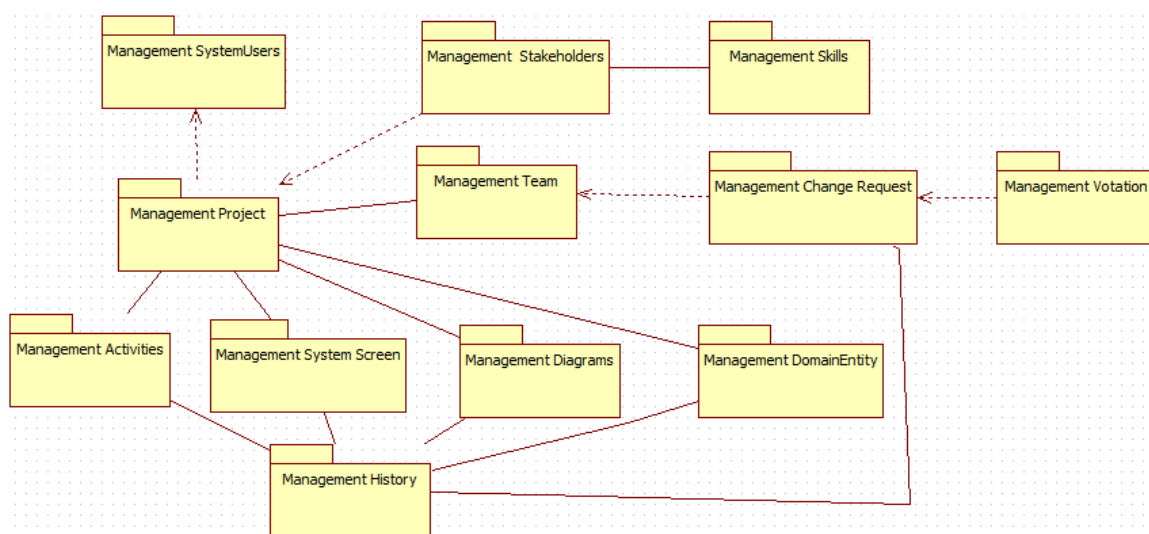 Management SystemUsers
Management  Stakeholders
Management Skills
Management Team
Management Change Request
Management Votation
Management Project
Management Activities
Management System Screen
Management Diagrams
Management DomainEntity
Management History